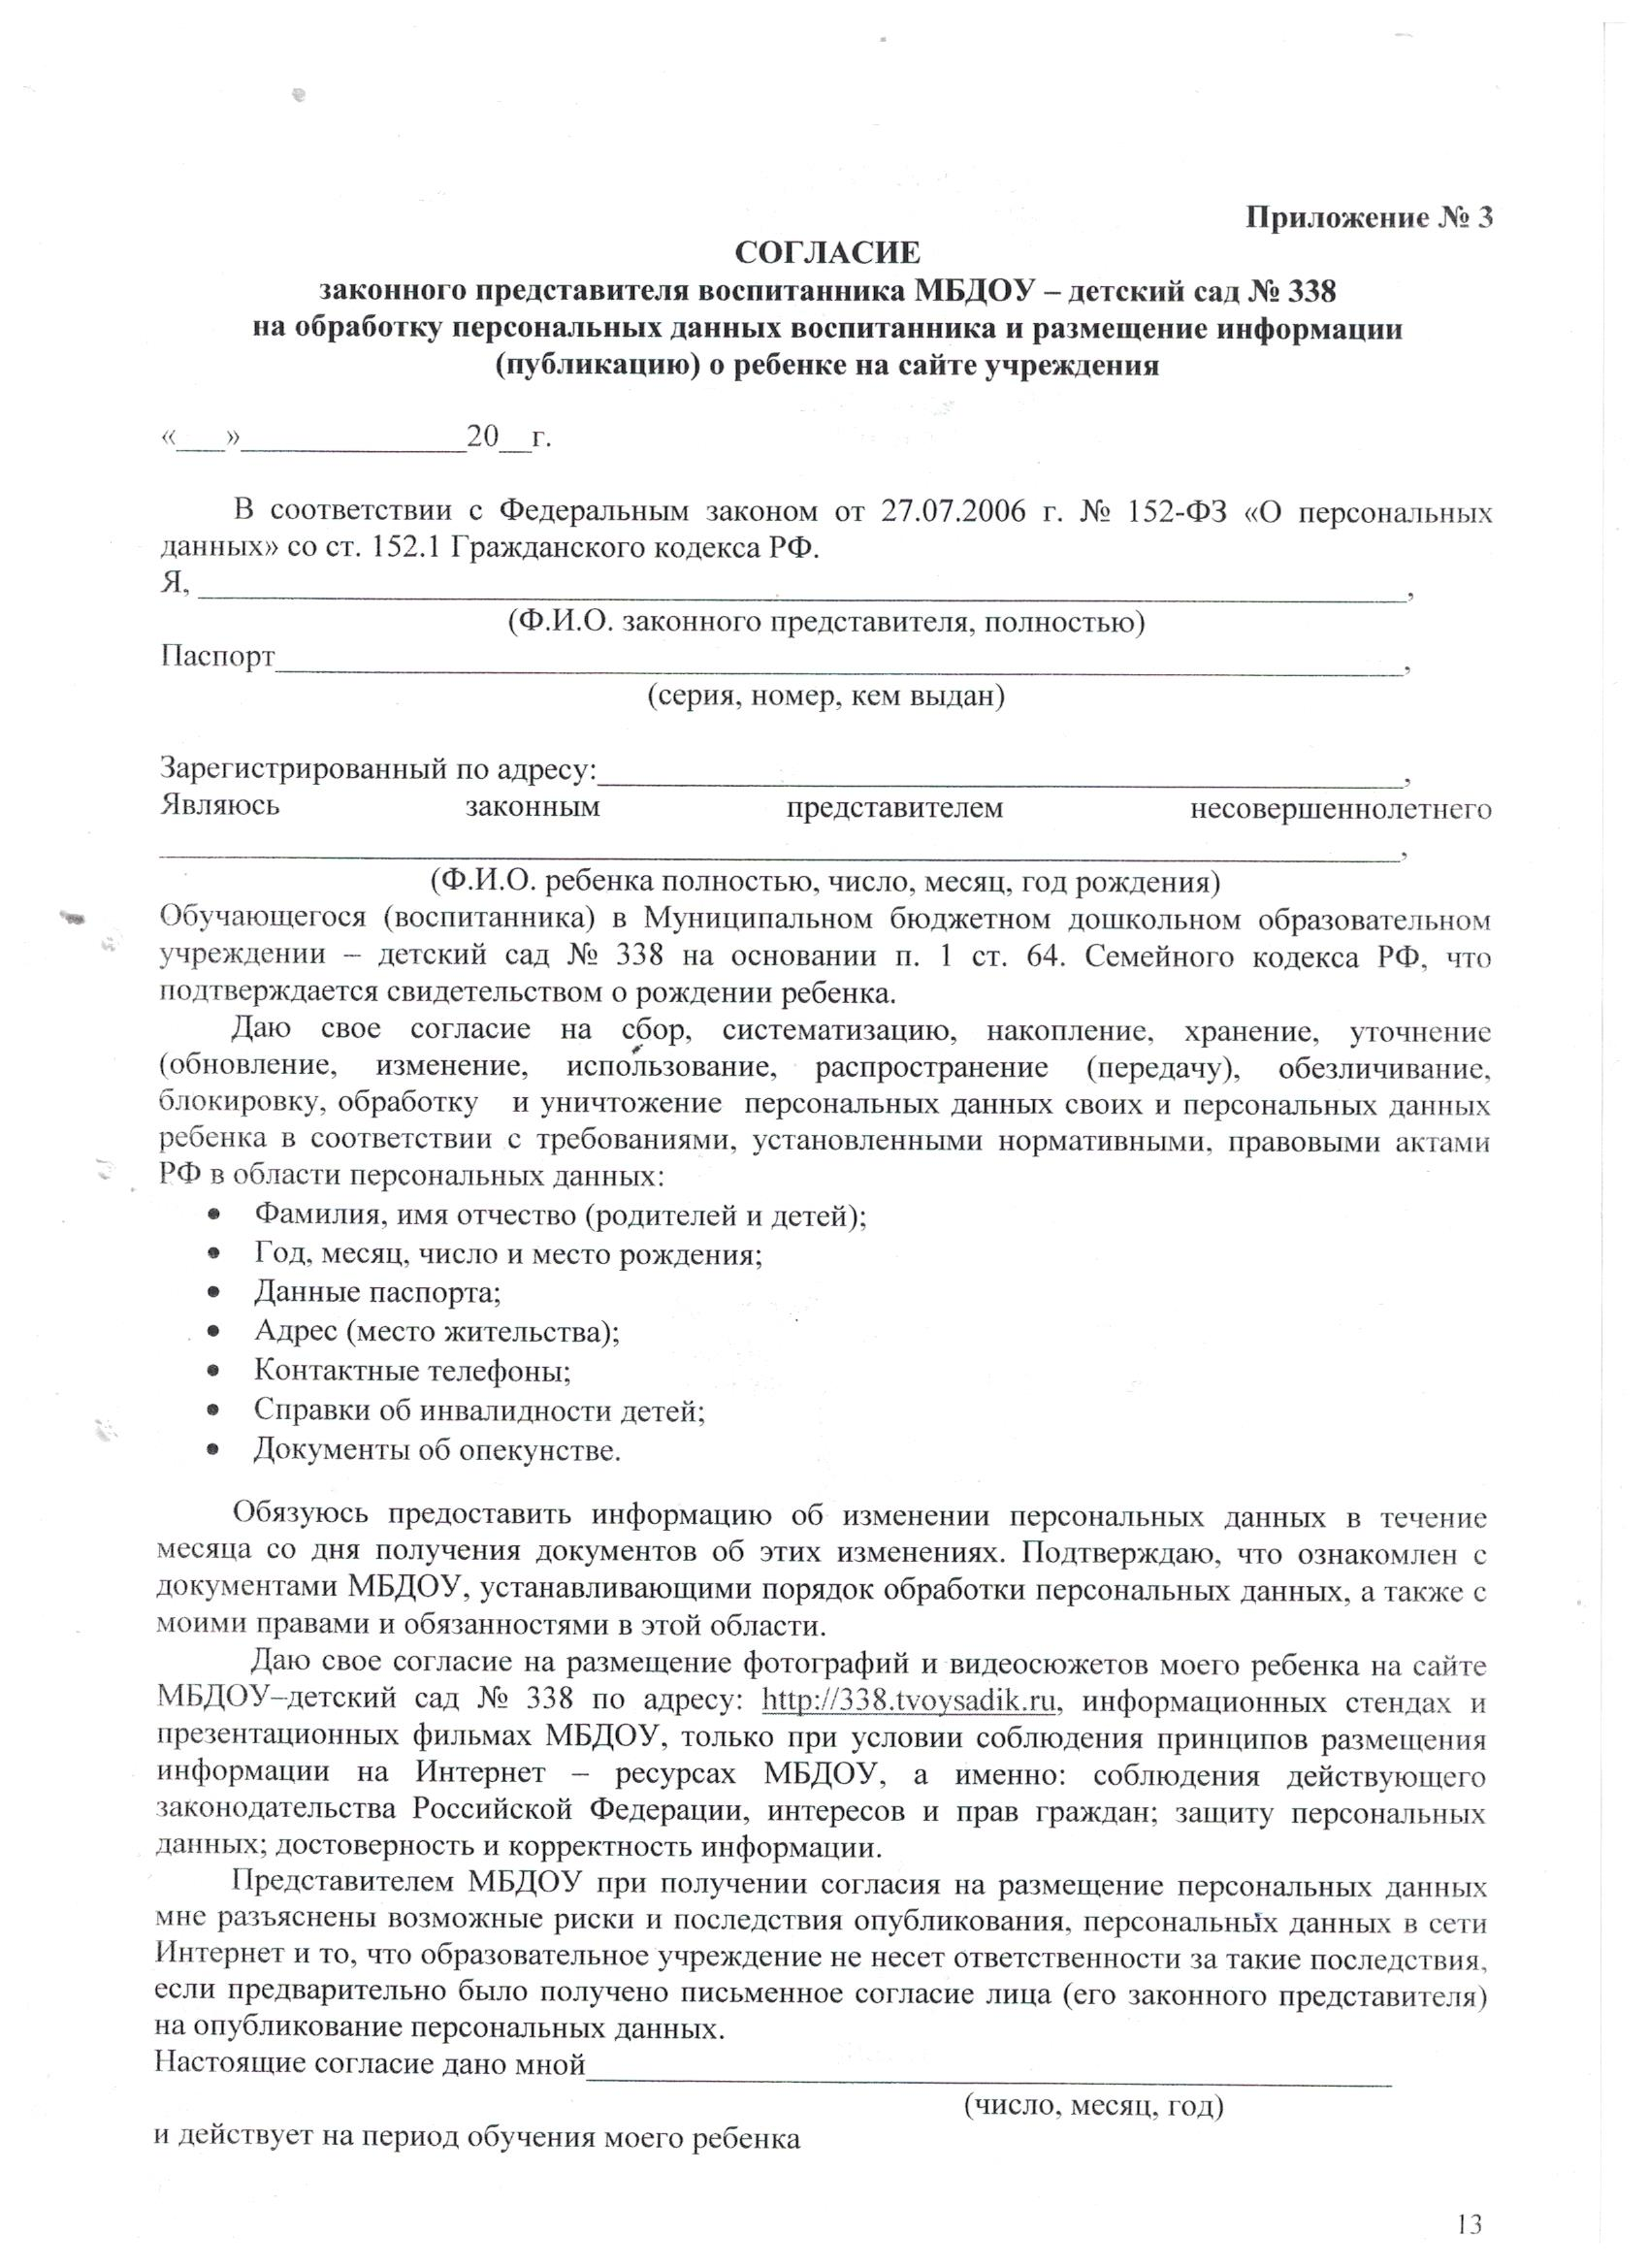 Приложение № 3
СОГЛАСИЕ
законного представителя воспитанника МБДОУ – детский сад № 338
на обработку персональных данных воспитанника и размещение информации
(публикацию) о ребенке на сайте учреждения
«___»______________20__г.
В соответствии с Федеральным законом от 27.07.2006 г. № 152-ФЗ «О персональных
данных» со ст. 152.1 Гражданского кодекса РФ.
Я, ______________________________________________________________,
(Ф.И.О. законного представителя, полностью)
Паспорт__________________________________________________________,
(серия, номер, кем выдан)
Зарегистрированный по адресу:__________________________________________,
Являюсь законным представителем несовершеннолетнего
________________________________________________________________,
(Ф.И.О. ребенка полностью, число, месяц, год рождения)
Обучающегося (воспитанника) в Муниципальном бюджетном дошкольном образовательном
учреждении – детский сад № 338 на основании п. 1 ст. 64. Семейного кодекса РФ, что
подтверждается свидетельством о рождении ребенка.
Даю свое согласие на сбор, систематизацию, накопление, хранение, уточнение
(обновление, изменение, использование, распространение (передачу), обезличивание,
блокировку, обработку и уничтожение персональных данных своих и персональных данных
ребенка в соответствии с требованиями, установленными нормативными, правовыми актами
РФ в области персональных данных:
• Фамилия, имя отчество (родителей и детей);
• Год, месяц, число и место рождения;
• Данные паспорта;
• Адрес (место жительства);
• Контактные телефоны;
• Справки об инвалидности детей;
• Документы об опекунстве.
Обязуюсь предоставить информацию об изменении персональных данных в течение
месяца со дня получения документов об этих изменениях. Подтверждаю, что ознакомлен с
документами МБДОУ, устанавливающими порядок обработки персональных данных, а также с
моими правами и обязанностями в этой области.
Даю свое согласие на размещение фотографий и видеосюжетов моего ребенка на сайте
МБДОУ–детский сад № 338 по адресу: http://338.tvoysadik.ru, информационных стендах и
презентационных фильмах МБДОУ, только при условии соблюдения принципов размещения
информации на Интернет – ресурсах МБДОУ, а именно: соблюдения действующего
законодательства Российской Федерации, интересов и прав граждан; защиту персональных
данных; достоверность и корректность информации.
Представителем МБДОУ при получении согласия на размещение персональных данных
мне разъяснены возможные риски и последствия опубликования, персональных данных в сети
Интернет и то, что образовательное учреждение не несет ответственности за такие последствия,
если предварительно было получено письменное согласие лица (его законного представителя)
на опубликование персональных данных.
Настоящие согласие дано мной__________________________________________
(число, месяц, год)
и действует на период обучения моего ребенка
13